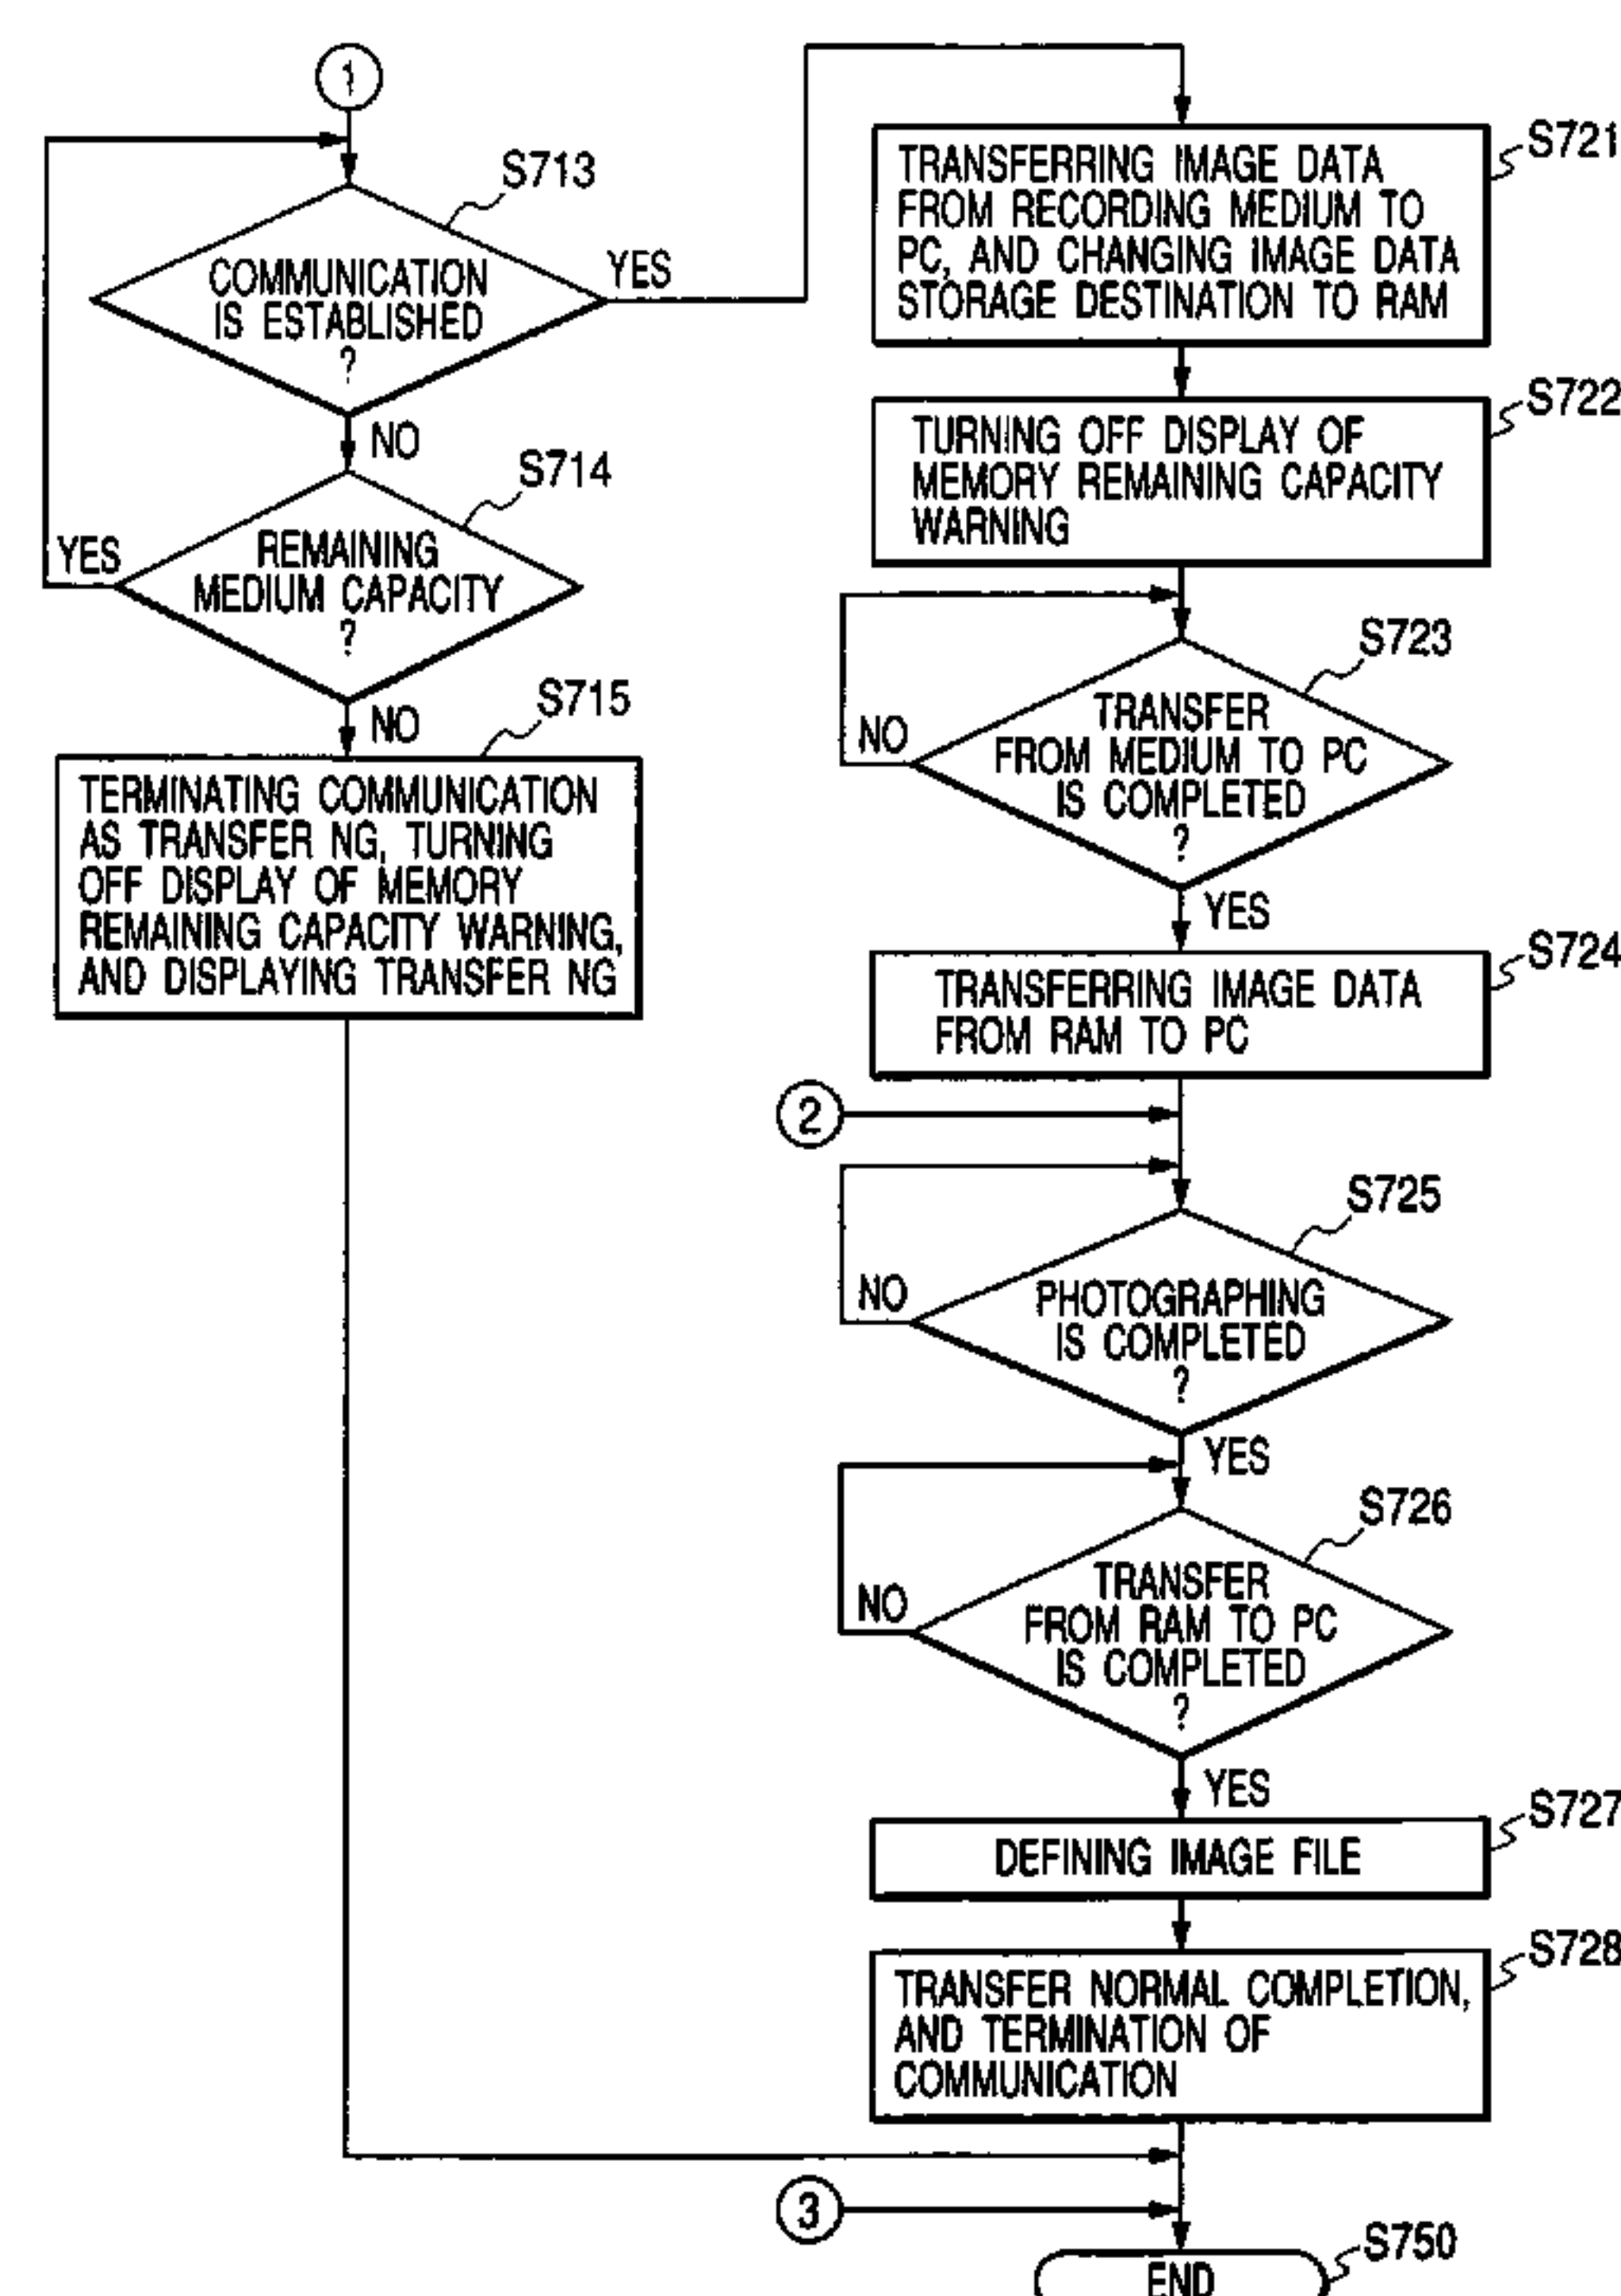 1
S713
COMMUNICATION
IS ESTABLISHED
?
YES
NO
S714
REMAINING
MEDIUM CAPACITY
?
YES
NO
S715
TERMINATING COMMUNICATION
AS TRANSFER NG, TURNING
OFF DISPLAY OF MEMORY
REMAINING CAPACITY WARNING,
AND DISPLAYING TRANSFER NG
S721
TRANSFERRING IMAGE DATA
FROM RECORDING MEDIUM TO
PC, AND CHANGING IMAGE DATA
STORAGE DESTINATION TO RAM
S722
TURNING OFF DISPLAY OF
MEMORY REMAINING CAPACITY
WARNING
S723
TRANSFER
FROM MEDIUM TO PC
IS COMPLETED
?
NO
YES
S724
TRANSFERRING IMAGE DATA
FROM RAM TO PC
2
S725
PHOTOGRAPHING
IS COMPLETED
?
NO
YES
S726
TRANSFER
FROM RAM TO PC
IS COMPLETED
?
NO
YES
S727
DEFINING IMAGE FILE
S728
TRANSFER NORMAL COMPLETION,
AND TERMINATION OF
COMMUNICATION
3
S750
END